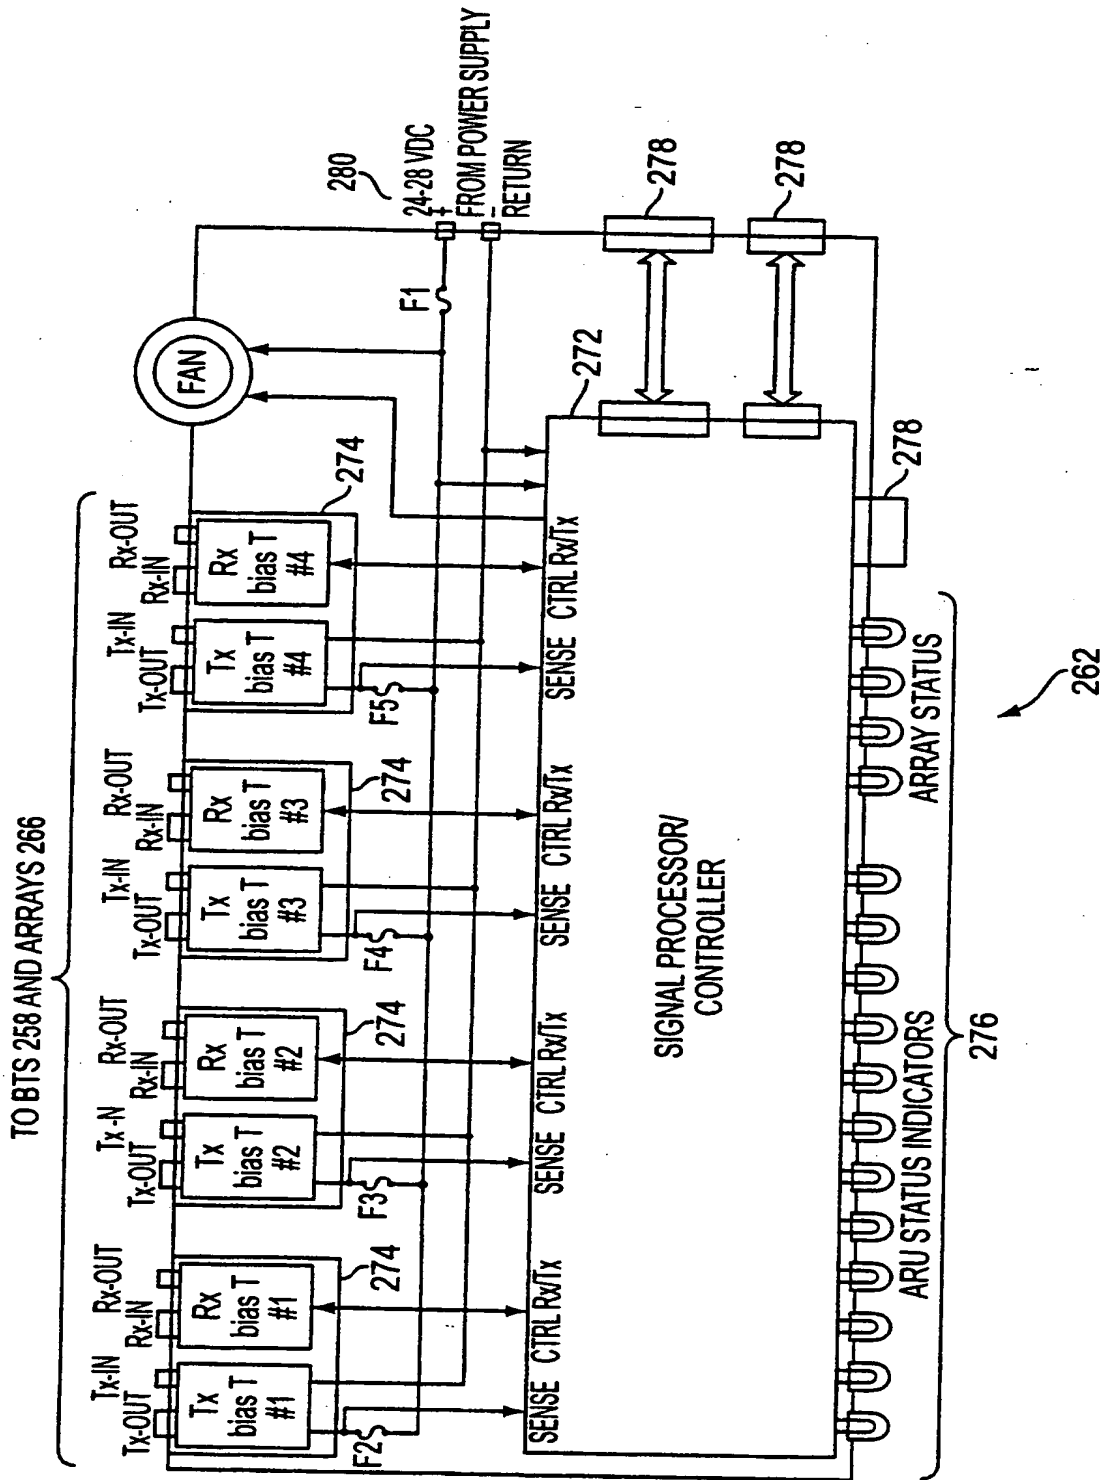 TO BTS 258 AND ARRAYS 266
Tx-OUT Tx-IN Rx-IN Rx-OUT
Tx-OUT Tx-N Rx-IN Rx-OUT
Tx-OUT Tx-IN Rx-IN Rx-OUT
Tx-OUT Tx-IN Rx-IN Rx-OUT
FAN
Tx bias T #1
Rx bias T #1
Tx bias T #2
Rx bias T #2
Tx bias T #3
Rx bias T #3
Tx bias T #4
Rx bias T #4
274
274
274
274
F2
F3
F4
F5
F1
280
24-28 VDC
+
FROM POWER SUPPLY
-
RETURN
SENSE CTRL Rx/Tx
SENSE CTRL Rx/Tx
SENSE CTRL Rx/Tx
SENSE CTRL Rx/Tx
272
278
278
278
SIGNAL PROCESSOR/
CONTROLLER
ARU STATUS INDICATORS
ARRAY STATUS
276
262